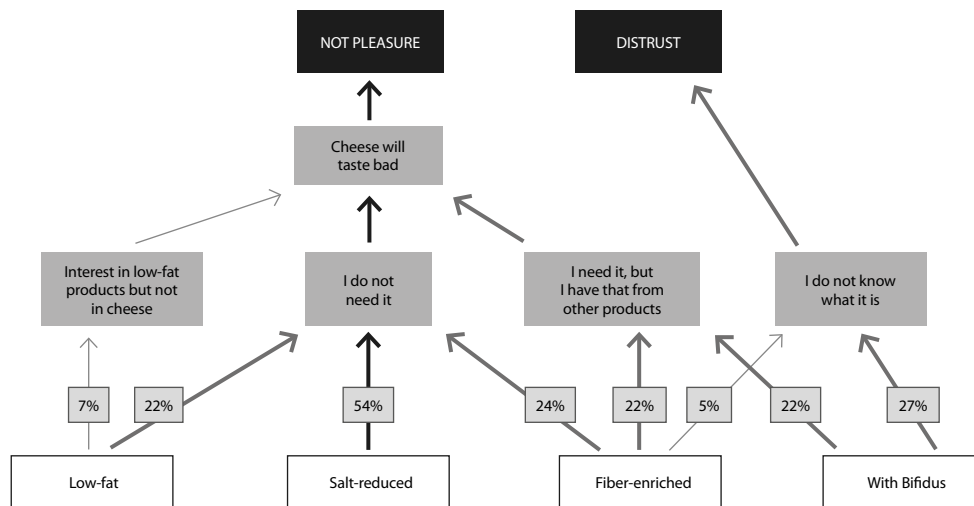 NOT PLEASURE
DISTRUST
Cheese will
taste bad
Interest in low-fat
products but not
in cheese
I do not
need it
I need it, but
I have that from
other products
I do not know
what it is
7%
22%
54%
24%
22%
5%
22%
27%
Low-fat
Salt-reduced
Fiber-enriched
With Bifidus